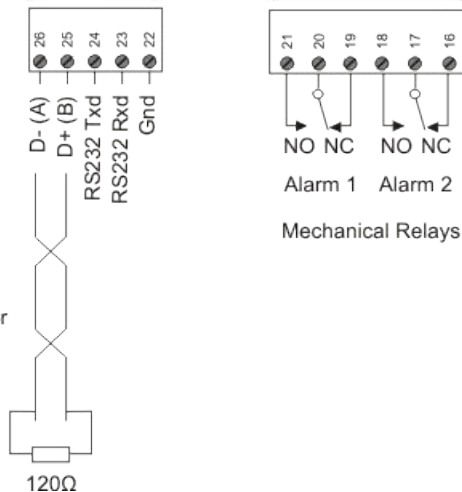 26 25 24 23 22
D- (A)
D+ (B)
RS232 Txd
RS232 Rxd
Gnd
r
120Ω
21 20 19 18 17 16
NO NC NO NC
Alarm 1 Alarm 2
Mechanical Relays